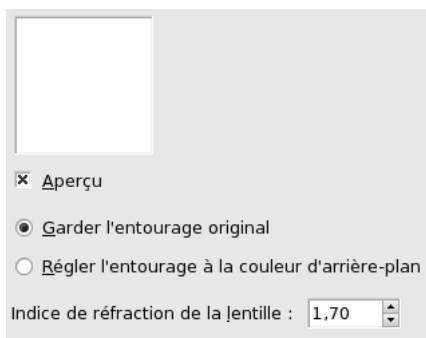 Aperçu
Garder l'entourage original
Régler l'entourage à la couleur d'arrière-plan
Indice de réfraction de la lentille : 1,70